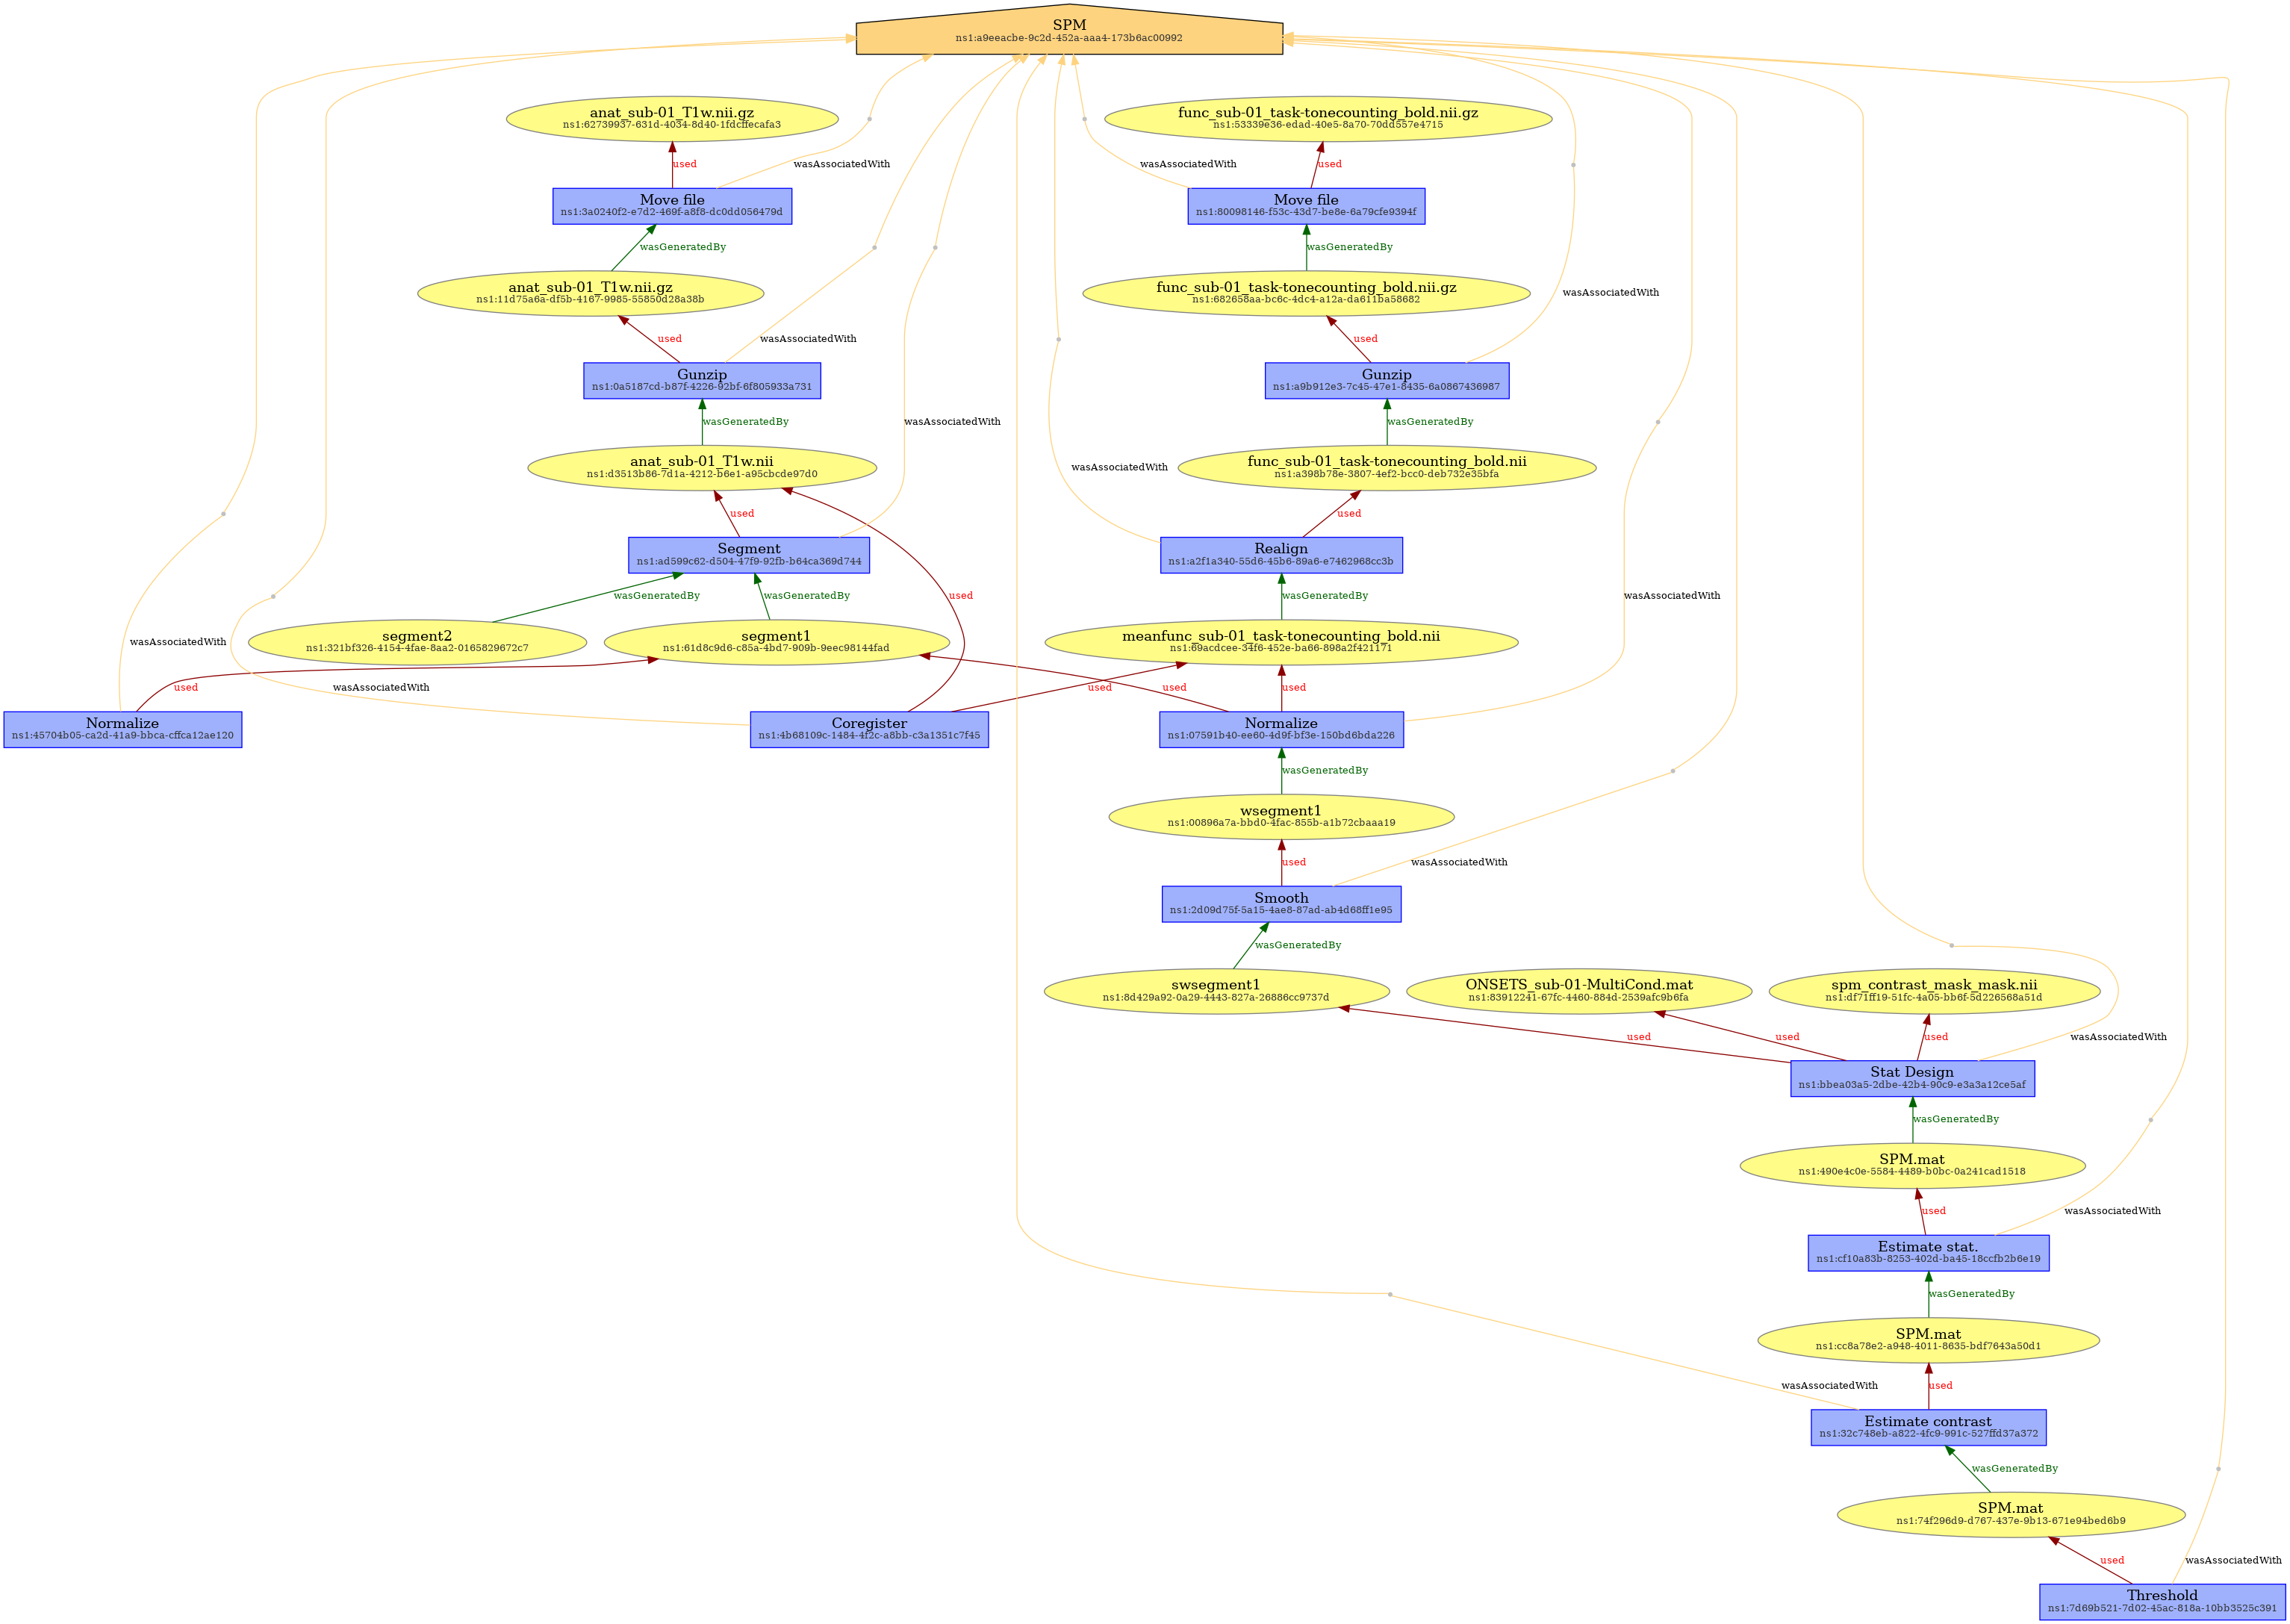 SPM
ns1:a9eeacbe-9c2d-452a-aaa4-173b6ac00992
anat_sub-01_T1w.nii.gz
ns1:62739937-631d-4034-8d40-1fdcffecafa3
func_sub-01_task-tonecounting_bold.nii.gz
ns1:53339e36-edad-40e5-8a70-70dd557e4715
used
wasAssociatedWith
wasAssociatedWith
used
Move file
ns1:3a0240f2-e7d2-469f-a8f8-dc0dd056479d
Move file
ns1:80098146-f53c-43d7-be8e-6a79cfe9394f
wasGeneratedBy
wasGeneratedBy
anat_sub-01_T1w.nii.gz
ns1:11d75a6a-df5b-4167-9985-55850d28a38b
func_sub-01_task-tonecounting_bold.nii.gz
ns1:682658aa-bc6c-4dc4-a12a-da611ba58682
wasAssociatedWith
used
wasAssociatedWith
used
Gunzip
ns1:0a5187cd-b87f-4226-92bf-6f805933a731
Gunzip
ns1:a9b912e3-7c45-47e1-8435-6a0867436987
wasGeneratedBy
wasAssociatedWith
wasGeneratedBy
anat_sub-01_T1w.nii
ns1:d3513b86-7d1a-4212-b6e1-a95cbcde97d0
wasAssociatedWith
func_sub-01_task-tonecounting_bold.nii
ns1:a398b78e-3807-4ef2-bcc0-deb732e35bfa
used
used
Segment
ns1:ad599c62-d504-47f9-92fb-b64ca369d744
Realign
ns1:a2f1a340-55d6-45b6-89a6-e7462968cc3b
wasGeneratedBy
wasGeneratedBy
used
wasGeneratedBy
wasAssociatedWith
wasAssociatedWith
segment2
ns1:321bf326-4154-4fae-8aa2-0165829672c7
segment1
ns1:61d8c9d6-c85a-4bd7-909b-9eec98144fad
meanfunc_sub-01_task-tonecounting_bold.nii
ns1:69acdcee-34f6-452e-ba66-898a2f421171
used
wasAssociatedWith
used
used
used
Normalize
ns1:45704b05-ca2d-41a9-bbca-cffca12ae120
Coregister
ns1:4b68109c-1484-4f2c-a8bb-c3a1351c7f45
Normalize
ns1:07591b40-ee60-4d9f-bf3e-150bd6bda226
wasGeneratedBy
wsegment1
ns1:00896a7a-bbd0-4fac-855b-a1b72cbaaa19
used
wasAssociatedWith
Smooth
ns1:2d09d75f-5a15-4ae8-87ad-ab4d68ff1e95
wasGeneratedBy
swsegment1
ns1:8d429a92-0a29-4443-827a-26886cc9737d
ONSETS_sub-01-MultiCond.mat
ns1:83912241-67fc-4460-884d-2539afc9b6fa
spm_contrast_mask_mask.nii
ns1:df71ff19-51fc-4a05-bb6f-5d226568a51d
used
used
used
wasAssociatedWith
Stat Design
ns1:bbea03a5-2dbe-42b4-90c9-e3a3a12ce5af
wasGeneratedBy
SPM.mat
ns1:490e4c0e-5584-4489-b0bc-0a241cad1518
used
wasAssociatedWith
Estimate stat.
ns1:cf10a83b-8253-402d-ba45-18ccfb2b6e19
wasGeneratedBy
SPM.mat
ns1:cc8a78e2-a948-4011-8635-bdf7643a50d1
wasAssociatedWith
used
Estimate contrast
ns1:32c748eb-a822-4fc9-991c-527ffd37a372
wasGeneratedBy
SPM.mat
ns1:74f296d9-d767-437e-9b13-671e94bed6b9
used
wasAssociatedWith
Threshold
ns1:7d69b521-7d02-45ac-818a-10bb3525c391